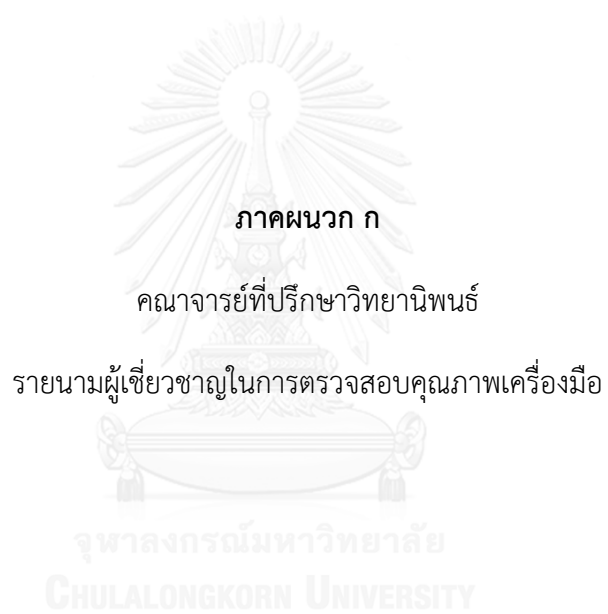 ภาคผนวก ก
คณาจารย์ที่ปรึกษาวิทยานิพนธ์
รายนามผู้เชี่ยวชาญในการตรวจสอบคุณภาพเครื่องมือ
จุฬาลงกรณ์มหาวิทยาลัย
CHULALONGKORN UNIVERSITY